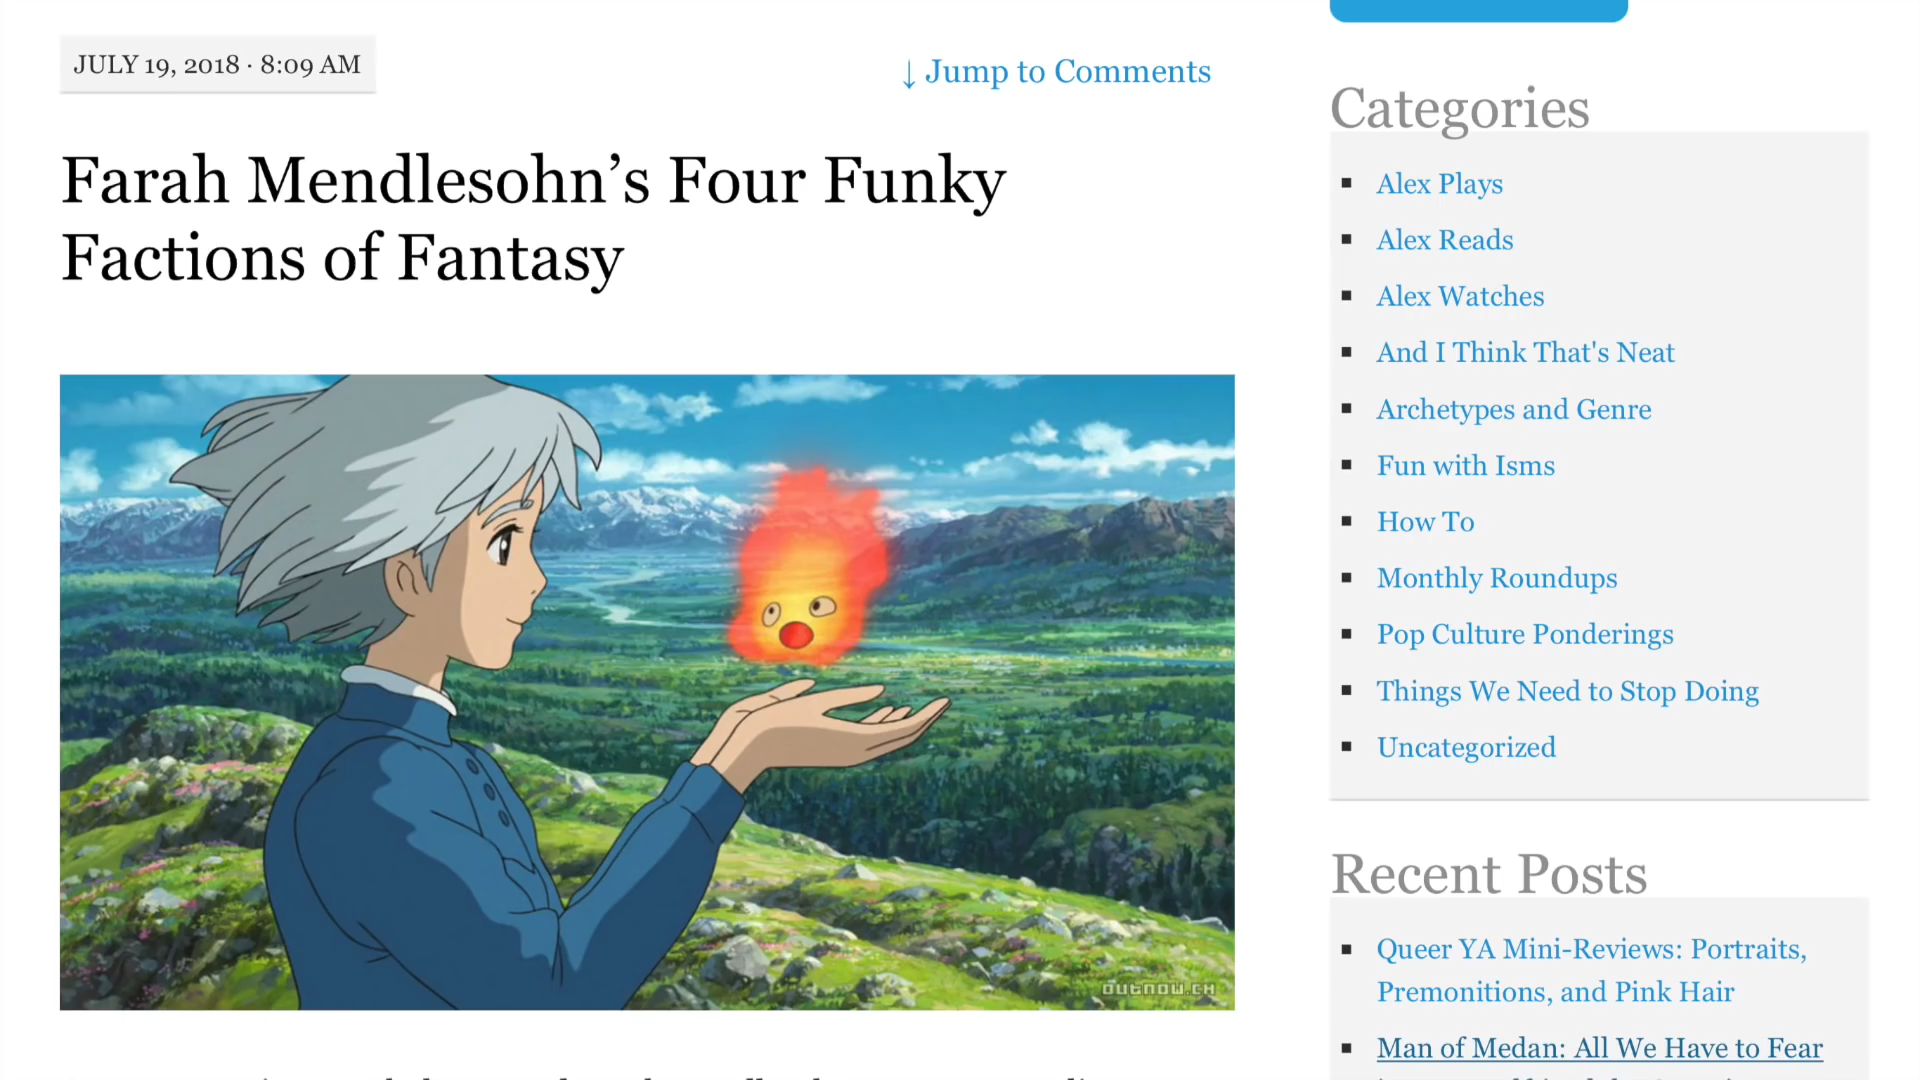 JULY 19, 2018 · 8:09 AM
↓ Jump to Comments
Farah Mendlesohn’s Four Funky
Factions of Fantasy
outnow.CH
Categories
Alex Plays
Alex Reads
Alex Watches
And I Think That's Neat
Archetypes and Genre
Fun with Isms
How To
Monthly Roundups
Pop Culture Ponderings
Things We Need to Stop Doing
Uncategorized
Recent Posts
Queer YA Mini-Reviews: Portraits,
Premonitions, and Pink Hair
Man of Medan: All We Have to Fear